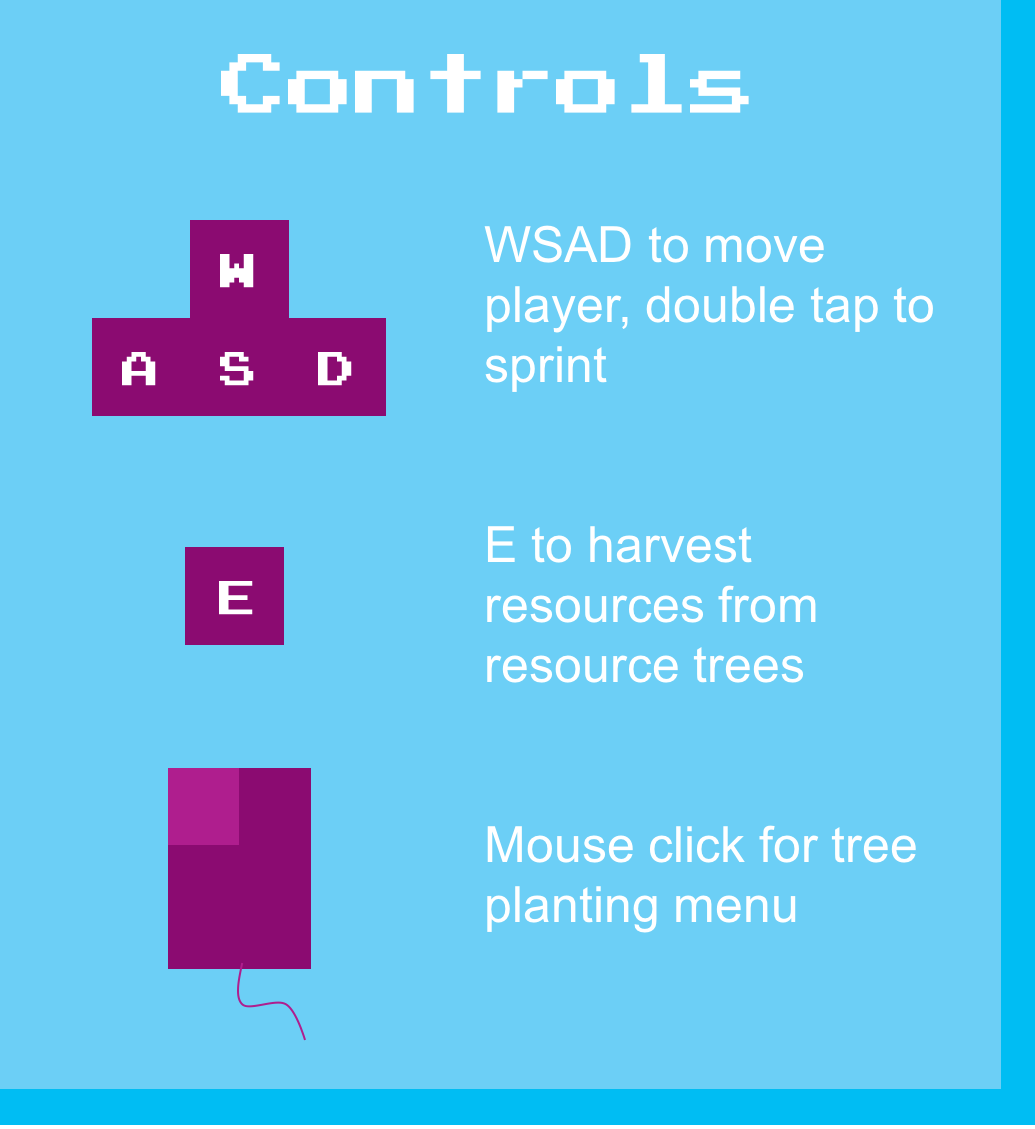 Controls
W
WSAD to move
player, double tap to
A S D
sprint
E to harvest
E
resources from
resource trees
Mouse click for tree
planting menu